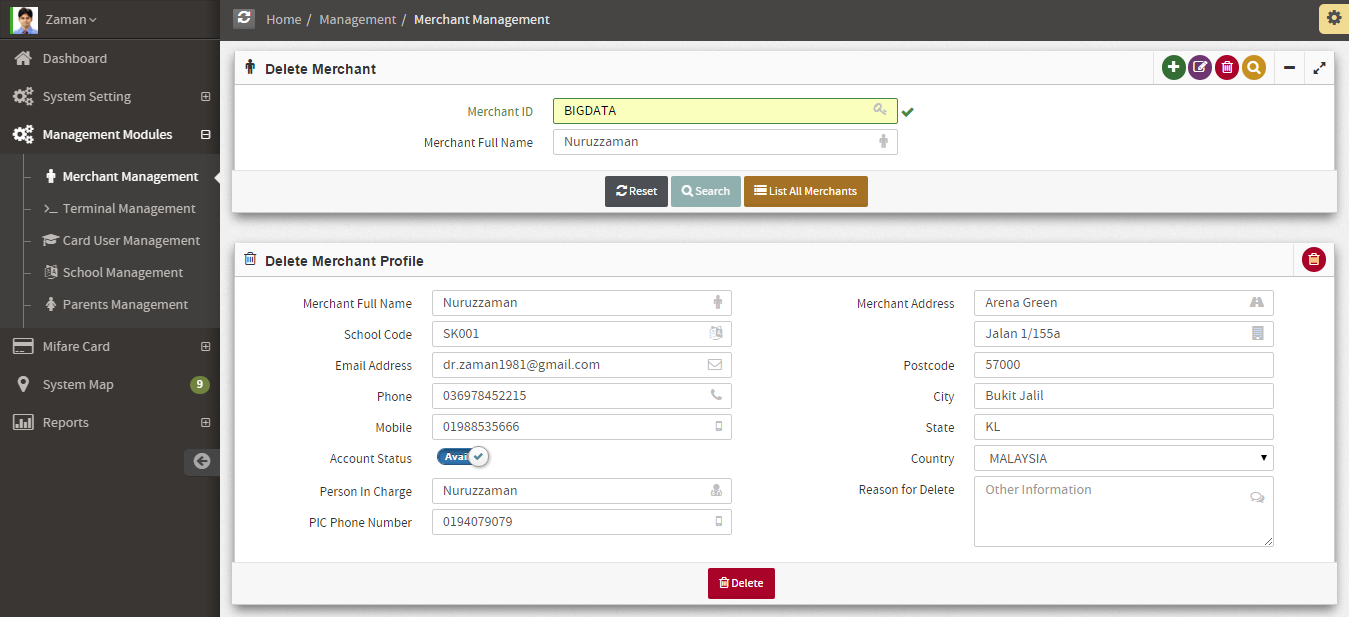 Zaman
Home / Management / Merchant Management
Dashboard
System Setting
Management Modules
Merchant Management
Terminal Management
Card User Management
School Management
Parents Management
Mifare Card
System Map 9
Reports
Delete Merchant
Merchant ID BIGDATA
Merchant Full Name Nuruzzaman
Reset Search List All Merchants
Delete Merchant Profile
Merchant Full Name Nuruzzaman
School Code SK001
Email Address dr.zaman1981@gmail.com
Phone 036978452215
Mobile 01988535666
Account Status Avai
Person In Charge Nuruzzaman
PIC Phone Number 0194079079
Merchant Address Arena Green
Jalan 1/155a
Postcode 57000
City Bukit Jalil
State KL
Country MALAYSIA
Reason for Delete Other Information
Delete